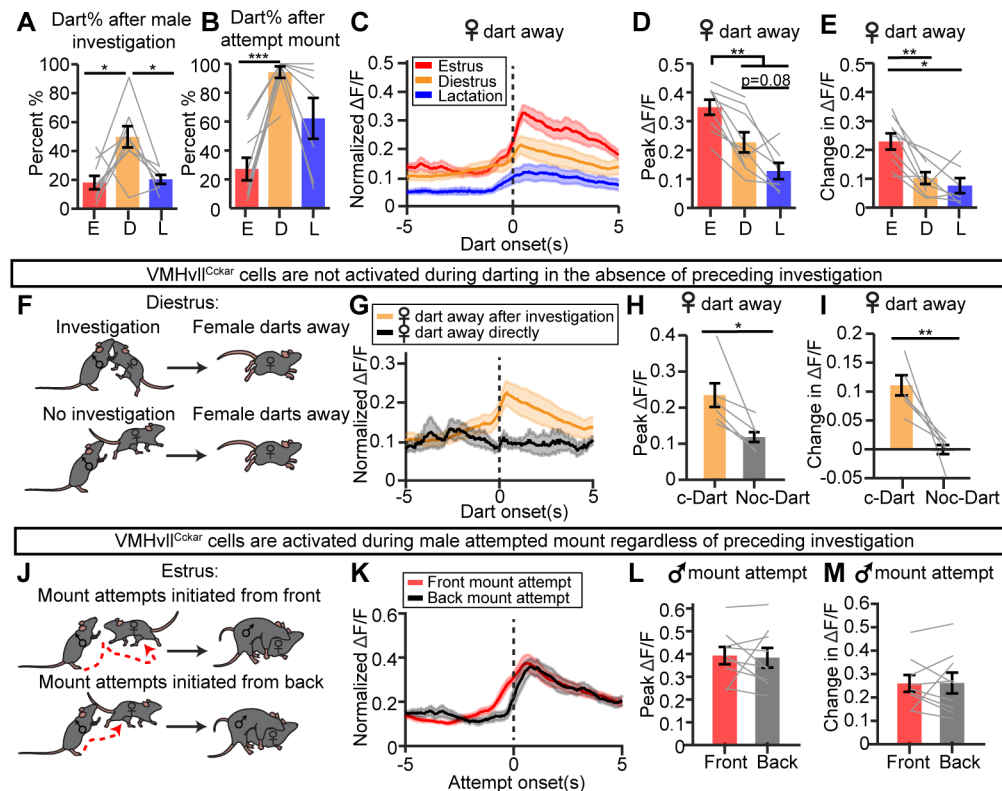 A
Dart% after male
investigation
Percent %
100
80
60
40
20
0
*
*
E D L
B
Dart% after
attempt mount
Percent %
100
80
60
40
20
0
***
E D L
C
♀ dart away
Estrus
Diestrus
Lactation
Normalized ΔF/F
0.5
0.4
0.3
0.2
0.1
0
-5 0 5
Dart onset(s)
D
♀ dart away
Peak ΔF/F
0.5
0.4
0.3
0.2
0.1
0
**
p=0.08
E D L
E
♀ dart away
Change in ΔF/F
0.5
0.4
0.3
0.2
0.1
0
**
*
E D L
VMHvll^Cckar cells are not activated during darting in the absence of preceding investigation
F
Diestrus:
Investigation
Female darts away
No investigation
Female darts away
G
♀ dart away after investigation
♀ dart away directly
Normalized ΔF/F
0.3
0.2
0.1
0
-5 0 5
Dart onset(s)
H
♀ dart away
Peak ΔF/F
0.4
0.3
0.2
0.1
0
*
c-Dart Noc-Dart
I
♀ dart away
Change in ΔF/F
0.2
0.15
0.1
0.05
0
-0.05
**
c-Dart Noc-Dart
VMHvll^Cckar cells are activated during male attempted mount regardless of preceding investigation
J
Estrus:
Mount attempts initiated from front
Mount attempts initiated from back
K
Front mount attempt
Back mount attempt
Normalized ΔF/F
0.6
0.4
0.2
0
-5 0 5
Attempt onset(s)
L
♂ mount attempt
Peak ΔF/F
0.6
0.5
0.4
0.3
0.2
0.1
0
Front Back
M
♂ mount attempt
Change in ΔF/F
0.6
0.5
0.4
0.3
0.2
0.1
0
Front Back